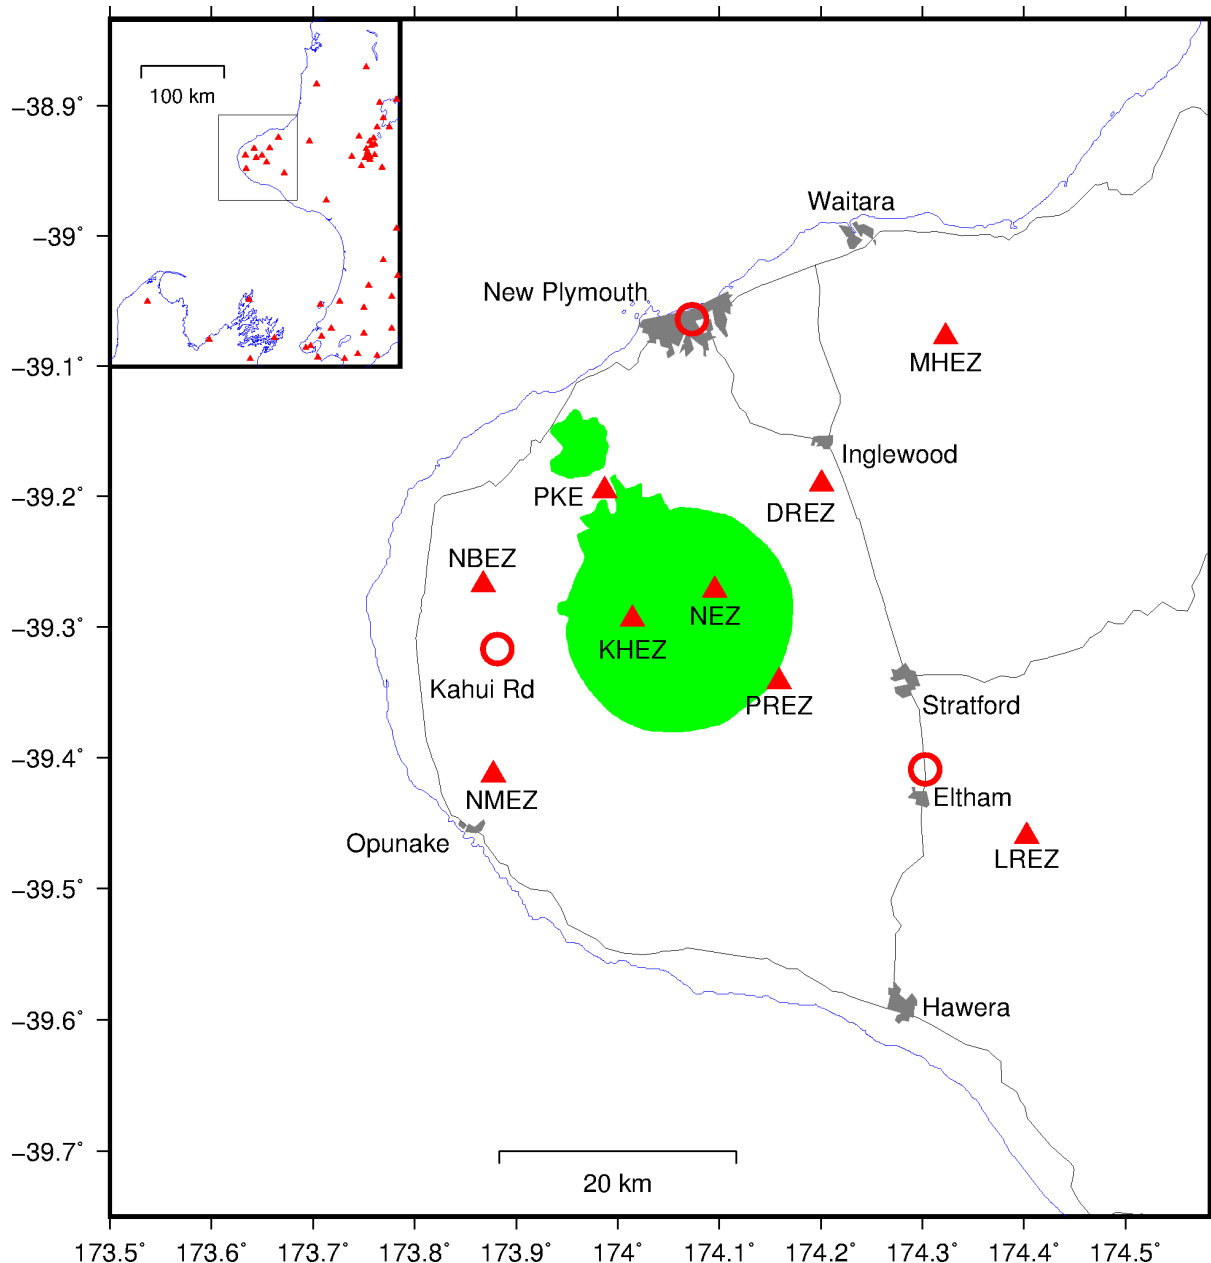 100 km
−38.9˚
−39˚
−39.1˚
−39.2˚
−39.3˚
−39.4˚
−39.5˚
−39.6˚
−39.7˚
Waitara
New Plymouth
MHEZ
Inglewood
PKE
DREZ
NBEZ
NEZ
KHEZ
Kahui Rd
PREZ
Stratford
NMEZ
Eltham
Opunake
LREZ
Hawera
20 km
173.5˚ 173.6˚ 173.7˚ 173.8˚ 173.9˚ 174˚ 174.1˚ 174.2˚ 174.3˚ 174.4˚ 174.5˚